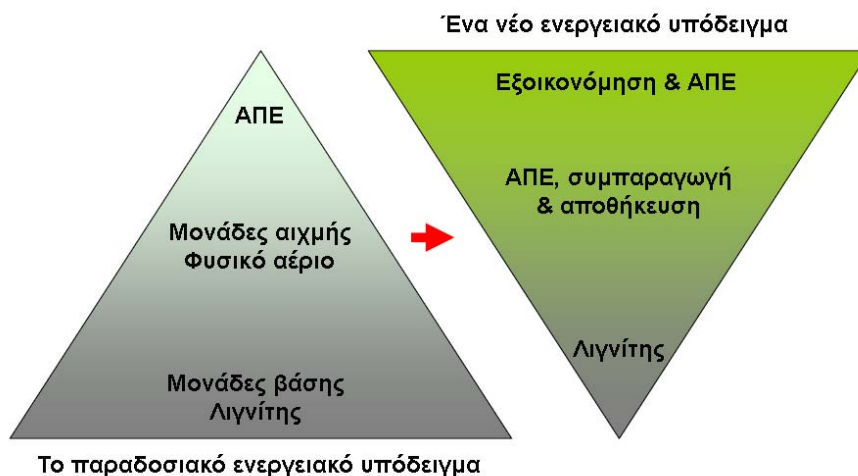 Ένα νέο ενεργειακό υπόδειγμα
ΑΠΕ
Μονάδες αιχμής
Φυσικό αέριο
Μονάδες βάσης
Λιγνίτης
Το παραδοσιακό ενεργειακό υπόδειγμα
Εξοικονόμηση & ΑΠΕ
ΑΠΕ, συμπαραγωγή
& αποθήκευση
Λιγνίτης